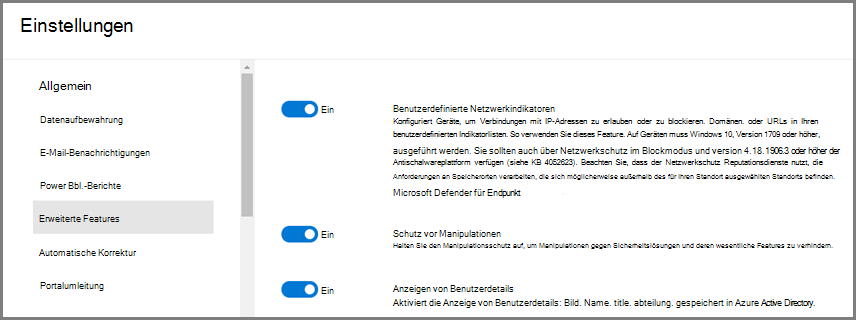 Einstellungen
Allgemein
Datenaufbewahrung
E-Mail-Benachrichtigungen
Power Bbl.-Berichte
Erweiterte Features
Automatische Korrektur
Portalumleitung
Ein
Benutzerdefinierte Netzwerkindikatoren
Konfiguriert Geräte, um Verbindungen mit IP-Adressen zu erlauben oder zu blockieren. Domänen. oder URLs in Ihren
benutzerdefinierten Indikatorlisten. So verwenden Sie dieses Feature. Auf Geräten muss Windows 10, Version 1709 oder höher,
ausgeführt werden. Sie sollten auch über Netzwerkschutz im Blockmodus und version 4.18.1906.3 oder höher der
Antischalwareplattform verfügen (siehe KB 4052623). Beachten Sie, dass der Netzwerkschutz Reputationsdienste nutzt, die
Anforderungen an Speicherorten verarbeiten, die sich möglicherweise außerhalb des für Ihren Standort ausgewählten Standorts befinden.
Microsoft Defender für Endpunkt
Ein
Schutz vor Manipulationen
Halten Sie den Manipulationsschutz auf, um Manipulationen gegen Sicherheitslösungen und deren wesentliche Features zu verhindern.
Ein
Anzeigen von Benutzerdetails
Aktiviert die Anzeige von Benutzerdetails: Bild. Name. title. abteilung. gespeichert in Azure Active Directory.